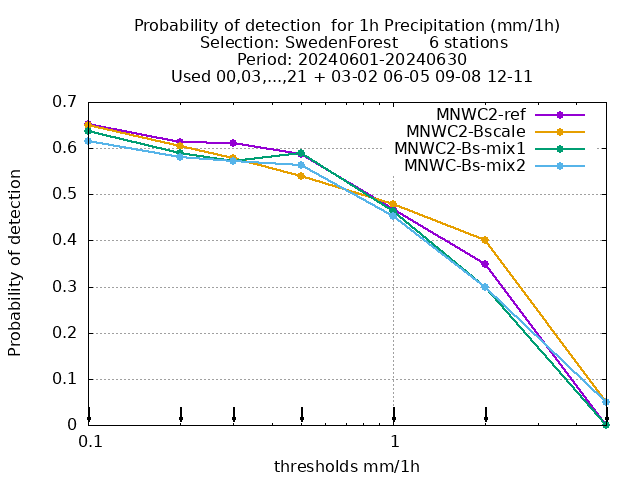 Probability of detection  for 1h Precipitation (mm/1h)
Selection: SwedenForest      6 stations
Period: 20240601-20240630
Used 00,03,...,21 + 03-02 06-05 09-08 12-11
MNWC2-ref
MNWC2-Bscale
MNWC2-Bs-mix1
MNWC-Bs-mix2
Probability of detection
0.7
0.6
0.5
0.4
0.3
0.2
0.1
0
0.1
1
thresholds mm/1h